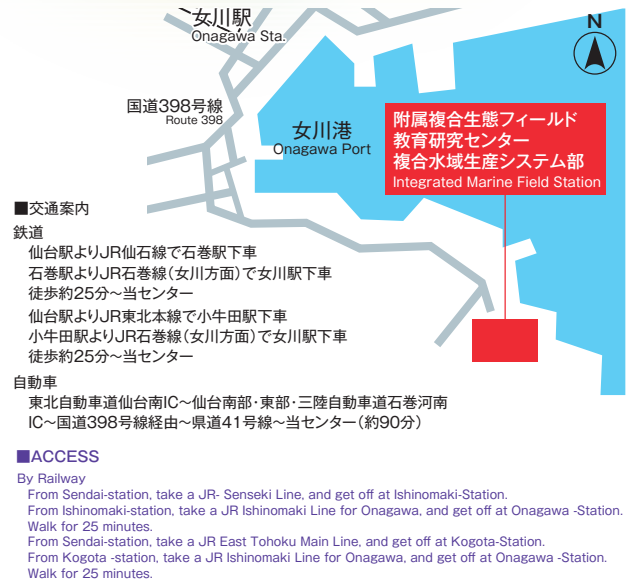 女川駅
Onagawa Sta.
N
国道398号線
Route 398
女川港
Onagawa Port
附属複合生態フィールド
教育研究センター
複合水域生産システム部
Integrated Marine Field Station
■交通案内
鉄道
仙台駅よりJR仙石線で石巻駅下車
石巻駅よりJR石巻線(女川方面)で女川駅下車
徒歩約25分~当センター
仙台駅よりJR東北本線で小牛田駅下車
小牛田駅よりJR石巻線(女川方面)で女川駅下車
徒歩約25分~当センター
自動車
東北自動車道仙台南IC~仙台南部・東部・三陸自動車道石巻河南
IC~国道398号線経由~県道41号線~当センター(約90分)
■ACCESS
By Railway
From Sendai-station, take a JR- Senseki Line, and get off at Ishinomaki-Station.
From Ishinomaki-station, take a JR Ishinomaki Line for Onagawa, and get off at Onagawa -Station.
Walk for 25 minutes.
From Sendai-station, take a JR East Tohoku Main Line, and get off at Kogota-Station.
From Kogota -station, take a JR Ishinomaki Line for Onagawa, and get off at Onagawa -Station.
Walk for 25 minutes.